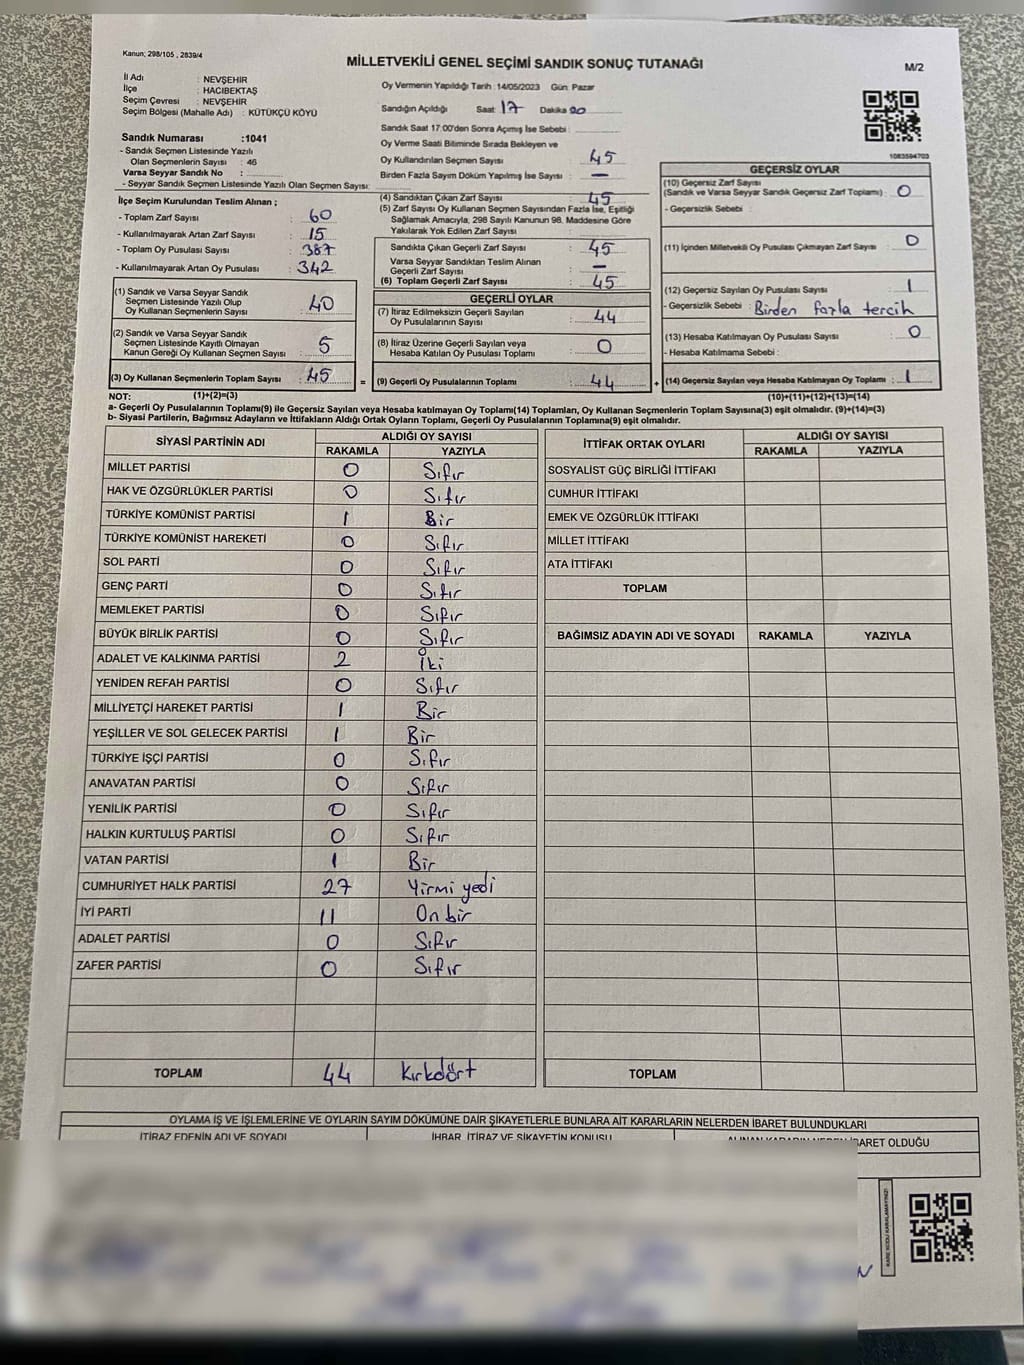 Kanun; 298/105 , 2839/4
MİLLETVEKİLİ GENEL SEÇİMİ SANDIK SONUÇ TUTANAĞI
M/2
İl Adı : NEVŞEHİR
İlçe : HACIBEKTAŞ
Seçim Çevresi : NEVŞEHİR
Seçim Bölgesi (Mahalle Adı) : KÜTÜKÇÜ KÖYÜ
Sandık Numarası :1041
- Sandık Seçmen Listesinde Yazılı
Olan Seçmenlerin Sayısı : 46
Varsa Seyyar Sandık No :
- Seyyar Sandık Seçmen Listesinde Yazılı Olan Seçmen Sayısı:
İlçe Seçim Kurulundan Teslim Alınan ;
- Toplam Zarf Sayısı : 60
- Kullanılmayarak Artan Zarf Sayısı : 15
- Toplam Oy Pusulası Sayısı : 387
- Kullanılmayarak Artan Oy Pusulası : 342
(1) Sandık ve Varsa Seyyar Sandık
Seçmen Listesinde Yazılı Olup
Oy Kullanan Seçmenlerin Sayısı : 40
(2) Sandık ve Varsa Seyyar Sandık
Seçmen Listesinde Kayıtlı Olmayan
Kanun Gereği Oy Kullanan Seçmen Sayısı : 5
(3) Oy Kullanan Seçmenlerin Toplam Sayısı : 45
Oy Vermenin Yapıldığı Tarih : 14/05/2023 Gün: Pazar
Sandığın Açıldığı Saat: 17 Dakika 00
Sandık Saat 17:00'den Sonra Açımış İse Sebebi :
Oy Verme Saati Bitiminde Sırada Bekleyen ve
Oy Kullandırılan Seçmen Sayısı : 45
Birden Fazla Sayım Döküm Yapılmış İse Sayısı : —
(4) Sandıktan Çıkan Zarf Sayısı : 45
(5) Zarf Sayısı Oy Kullanan Seçmen Sayısından Fazla İse, Eşitliği
Sağlamak Amacıyla, 298 Sayılı Kanunun 98. Maddesine Göre
Yakılarak Yok Edilen Zarf Sayısı :
Sandıkta Çıkan Geçerli Zarf Sayısı : 45
Varsa Seyyar Sandıktan Teslim Alınan
Geçerli Zarf Sayısı : —
(6) Toplam Geçerli Zarf Sayısı : 45
GEÇERLİ OYLAR
(7) İtiraz Edilmeksizin Geçerli Sayılan
Oy Pusulalarının Sayısı : 44
(8) İtiraz Üzerine Geçerli Sayılan veya
Hesaba Katılan Oy Pusulası Toplamı : 0
= (9) Geçerli Oy Pusulalarının Toplamı : 44
1083594703
GEÇERSİZ OYLAR
(10) Geçersiz Zarf Sayısı
(Sandık ve Varsa Seyyar Sandık Geçersiz Zarf Toplamı) : 0
- Geçersizlik Sebebi :
(11) İçinden Milletvekili Oy Pusulası Çıkmayan Zarf Sayısı : 0
(12) Geçersiz Sayılan Oy Pusulası Sayısı : 1
- Geçersizlik Sebebi : Birden fazla tercih
(13) Hesaba Katılmayan Oy Pusulası Sayısı : 0
- Hesaba Katılmama Sebebi :
+ (14) Geçersiz Sayılan veya Hesaba Katılmayan Oy Toplamı : 1
NOT: (1)+(2)=(3) (10)+(11)+(12)+(13)=(14)
a- Geçerli Oy Pusulalarının Toplamı(9) ile Geçersiz Sayılan veya Hesaba katılmayan Oy Toplamı(14) Toplamları, Oy Kullanan Seçmenlerin Toplam Sayısına(3) eşit olmalıdır. (9)+(14)=(3)
b- Siyasi Partilerin, Bağımsız Adayların ve İttifakların Aldığı Ortak Oyların Toplamı, Geçerli Oy Pusulalarının Toplamına(9) eşit olmalıdır.
SİYASİ PARTİNİN ADI ALDIĞI OY SAYISI
RAKAMLA YAZIYLA
MİLLET PARTİSİ 0 Sıfır
HAK VE ÖZGÜRLÜKLER PARTİSİ 0 Sıfır
TÜRKİYE KOMÜNİST PARTİSİ 1 Bir
TÜRKİYE KOMÜNİST HAREKETİ 0 Sıfır
SOL PARTİ 0 Sıfır
GENÇ PARTİ 0 Sıfır
MEMLEKET PARTİSİ 0 Sıfır
BÜYÜK BİRLİK PARTİSİ 0 Sıfır
ADALET VE KALKINMA PARTİSİ 2 İki
YENİDEN REFAH PARTİSİ 0 Sıfır
MİLLİYETÇİ HAREKET PARTİSİ 1 Bir
YEŞİLLER VE SOL GELECEK PARTİSİ 1 Bir
TÜRKİYE İŞÇİ PARTİSİ 0 Sıfır
ANAVATAN PARTİSİ 0 Sıfır
YENİLİK PARTİSİ 0 Sıfır
HALKIN KURTULUŞ PARTİSİ 0 Sıfır
VATAN PARTİSİ 1 Bir
CUMHURİYET HALK PARTİSİ 27 Yirmi yedi
İYİ PARTİ 11 On bir
ADALET PARTİSİ 0 Sıfır
ZAFER PARTİSİ 0 Sıfır
TOPLAM 44 Kırkdört
İTTİFAK ORTAK OYLARI ALDIĞI OY SAYISI
RAKAMLA YAZIYLA
SOSYALİST GÜÇ BİRLİĞİ İTTİFAKI
CUMHUR İTTİFAKI
EMEK VE ÖZGÜRLÜK İTTİFAKI
MİLLET İTTİFAKI
ATA İTTİFAKI
TOPLAM
BAĞIMSIZ ADAYIN ADI VE SOYADI RAKAMLA YAZIYLA
TOPLAM
OYLAMA İŞ VE İŞLEMLERİNE VE OYLARIN SAYIM DÖKÜMÜNE DAİR ŞİKAYETLERLE BUNLARA AİT KARARLARIN NELERDEN İBARET BULUNDUKLARI
İTİRAZ EDENİN ADI VE SOYADI İHBAR, İTİRAZ VE ŞİKAYETİN KONUSU ALINAN KARARIN NEDEN İBARET OLDUĞU